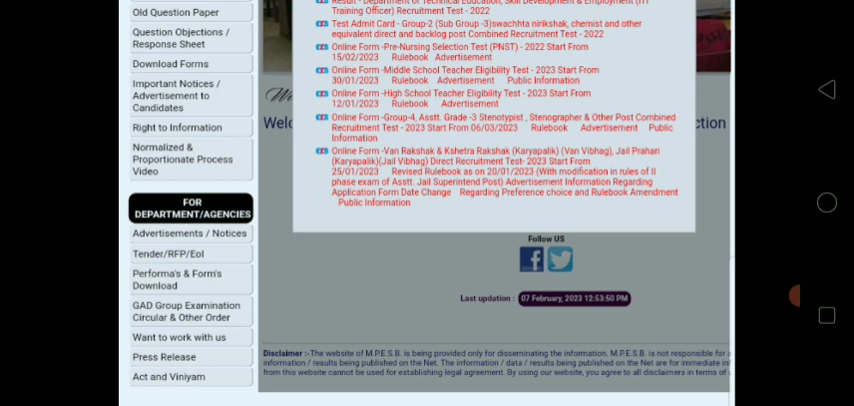 Old Question Paper
Question Objections /
Response Sheet
Download Forms
Important Notices /
Advertisement to
Candidates
Right to Information
Normalized &
Proportionate Process
Video
FOR
DEPARTMENT/AGENCIES
Advertisements / Notices
Tender/RFP/EoI
Performa's & Form's
Download
GAD Group Examination
Circular & Other Order
Want to work with us
Press Release
Act and Viniyam
Result - Department of Technical Education, Skill Development & Employment (ITI
Training Officer) Recruitment Test - 2022
Test Admit Card - Group-2 (Sub Group -3)swachhta nirikshak, chemist and other
equivalent direct and backlog post Combined Recruitment Test - 2022
Online Form -Pre-Nursing Selection Test (PNST) - 2022 Start From
15/02/2023 Rulebook Advertisement
Online Form -Middle School Teacher Eligibility Test - 2023 Start From
30/01/2023 Rulebook Advertisement Public Information
Online Form -High School Teacher Eligibility Test - 2023 Start From
12/01/2023 Rulebook Advertisement
Online Form -Group-4, Asstt. Grade -3 Stenotypist , Stenographer & Other Post Combined
Recruitment Test - 2023 Start From 06/03/2023 Rulebook Advertisement Public
Information
Online Form -Van Rakshak & Kshetra Rakshak (Karyapalik) (Van Vibhag), Jail Prahari
(Karyapalik)(Jail Vibhag) Direct Recruitment Test- 2023 Start From
25/01/2023 Revised Rulebook as on 20/01/2023 (With modification in rules of II
phase exam of Asstt. Jail Superintend Post) Advertisement Information Regarding
Application Form Date Change Regarding Preference choice and Rulebook Amendment
Public Information
We
Welc ction
Follow US
Last updation : 07 February, 2023 12:53:50 PM
Disclaimer :-The website of M.P.E.S.B. is being provided only for disseminating the information. M.P.E.S.B. is not responsible for a
information / results being published on the Net. The information / data / results being published on the Net are for immediate in
from this website cannot be used for establishing legal agreement. By using our website, you agree to all disclaimers in terms of